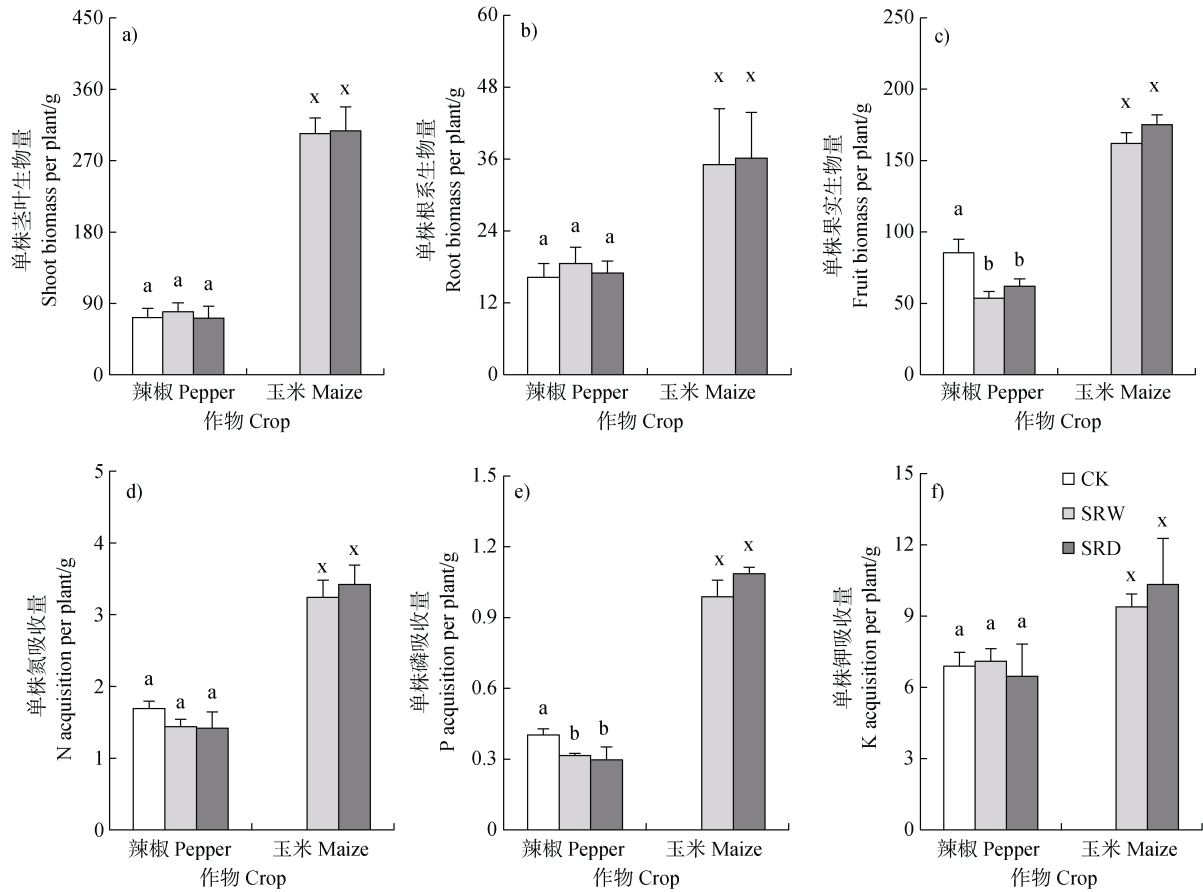 a)
单株茎叶生物量
Shoot biomass per plant/g
450
360
270
180
90
0
a a a
x x
辣椒 Pepper 玉米 Maize
作物 Crop
b)
单株根系生物量
Root biomass per plant/g
60
48
36
24
12
0
a a a
x x
辣椒 Pepper 玉米 Maize
作物 Crop
c)
单株果实生物量
Fruit biomass per plant/g
250
200
150
100
50
0
a b b
x x
辣椒 Pepper 玉米 Maize
作物 Crop
d)
单株氮吸收量
N acquisition per plant/g
5
4
3
2
1
0
a a a
x x
辣椒 Pepper 玉米 Maize
作物 Crop
e)
单株磷吸收量
P acquisition per plant/g
1.5
1.2
0.9
0.6
0.3
0
a b b
x x
辣椒 Pepper 玉米 Maize
作物 Crop
f)
单株钾吸收量
K acquisition per plant/g
15
12
9
6
3
0
CK
SRW
SRD
a a a
x x
辣椒 Pepper 玉米 Maize
作物 Crop